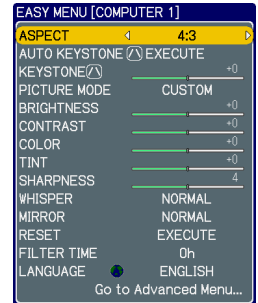 EASY MENU [COMPUTER 1]
ASPECT 4:3
AUTO KEYSTONE EXECUTE
KEYSTONE +0
PICTURE MODE CUSTOM
BRIGHTNESS +0
CONTRAST +0
COLOR +0
TINT +0
SHARPNESS 4
WHISPER NORMAL
MIRROR NORMAL
RESET EXECUTE
FILTER TIME 0h
LANGUAGE ENGLISH
Go to Advanced Menu...